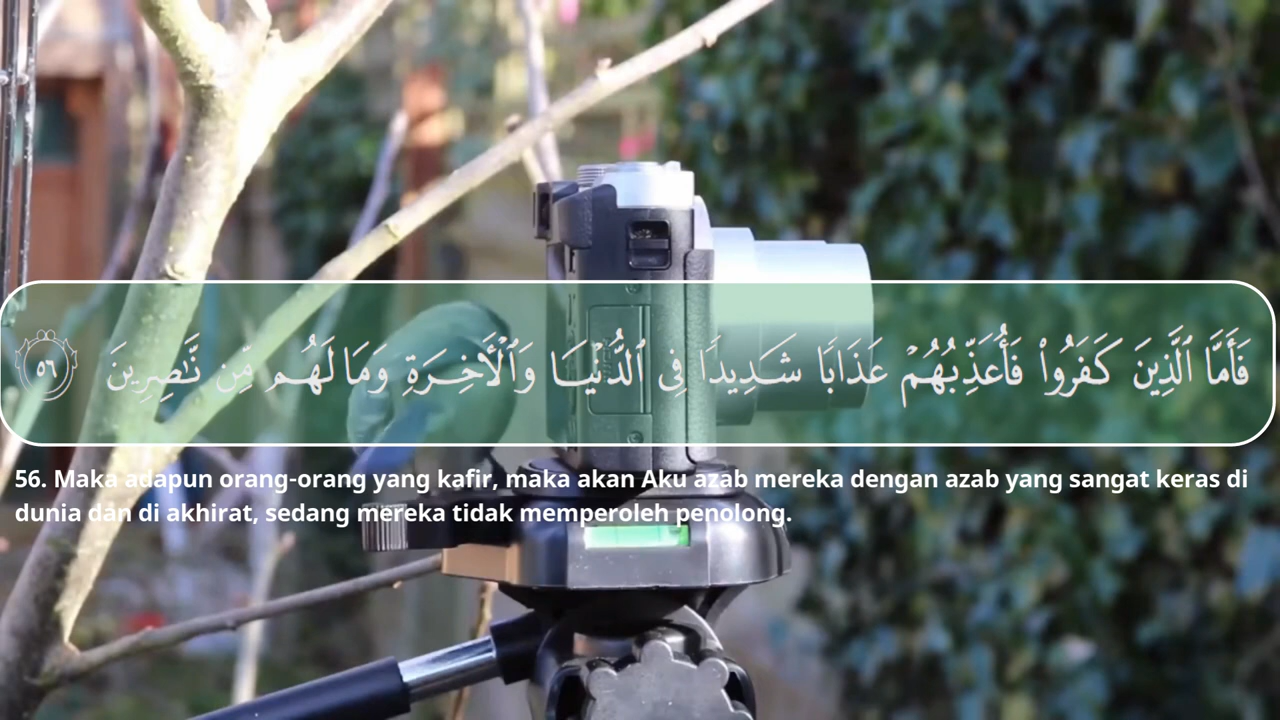 فَأَمَّا ٱلَّذِينَ كَفَرُوا۟ فَأُعَذِّبُهُمْ عَذَابًا شَدِيدًا فِى ٱلدُّنْيَا وَٱلْـَٔاخِرَةِ وَمَا لَهُم مِّن نَّـٰصِرِينَ ٥٦
56. Maka adapun orang-orang yang kafir, maka akan Aku azab mereka dengan azab yang sangat keras di
dunia dan di akhirat, sedang mereka tidak memperoleh penolong.